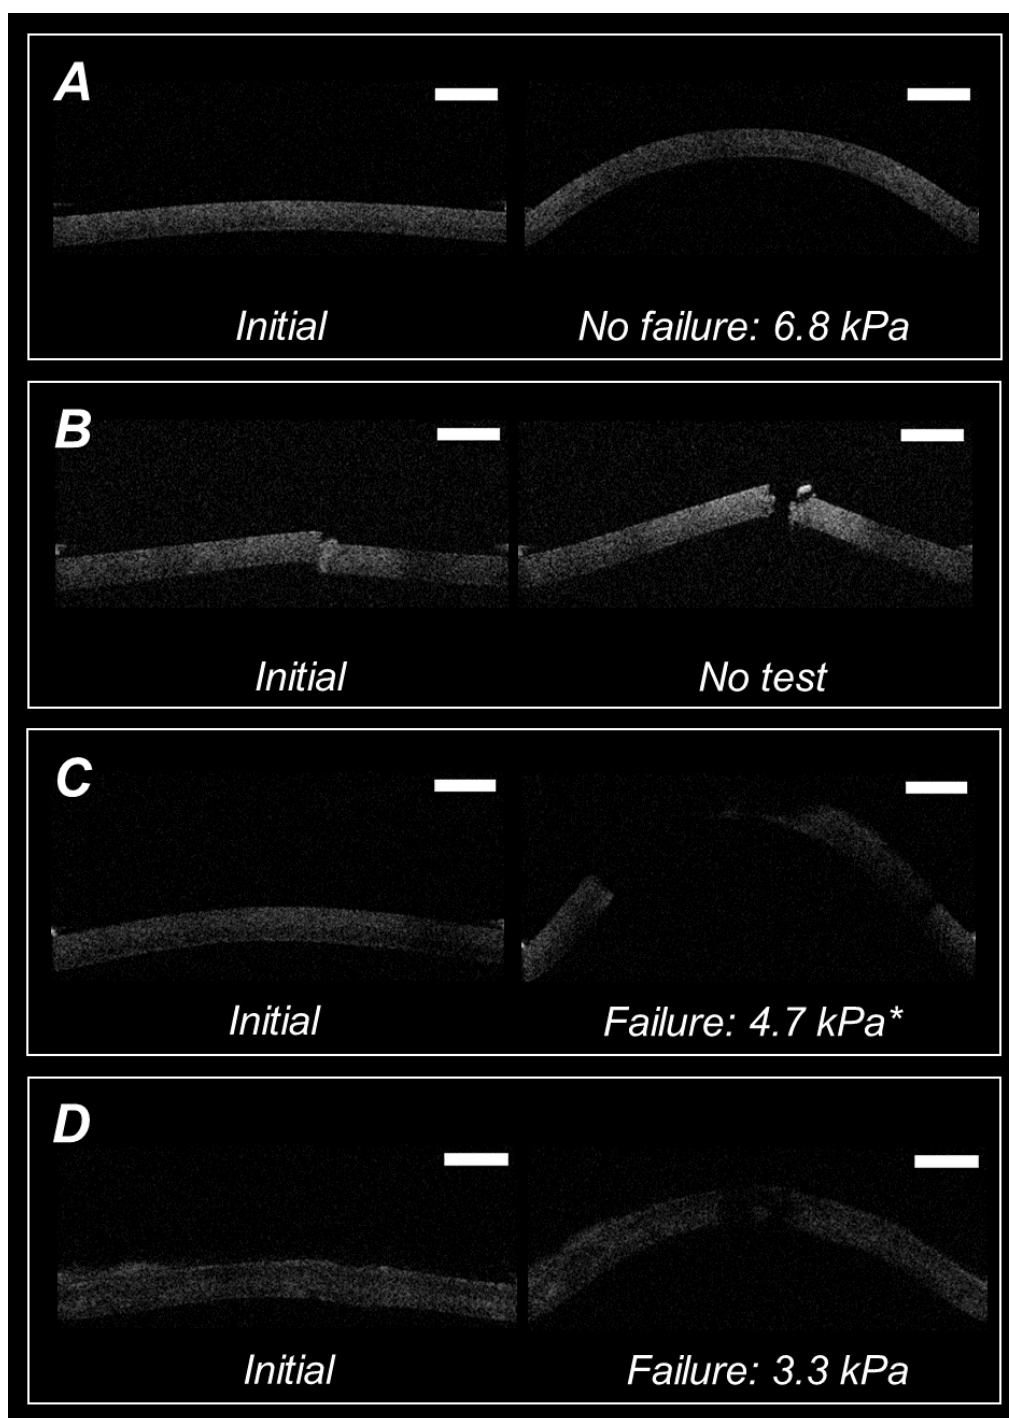 A
Initial
No failure: 6.8 kPa
B
Initial
No test
C
Initial
Failure: 4.7 kPa*
D
Initial
Failure: 3.3 kPa